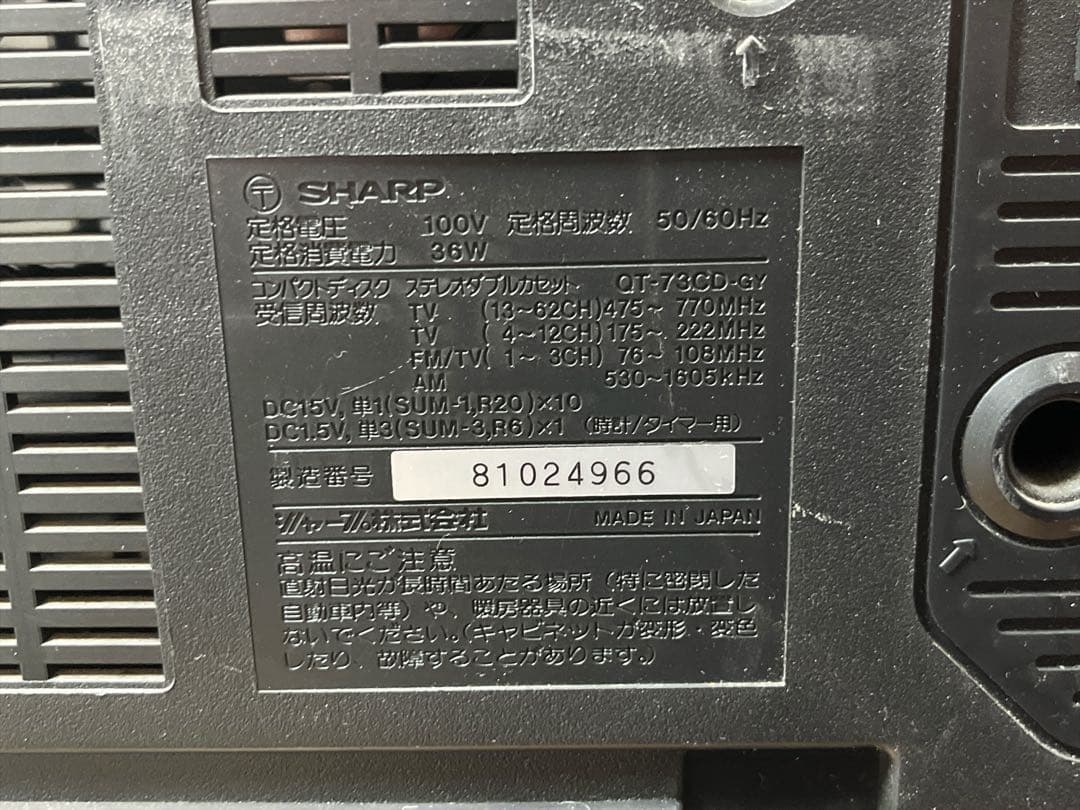 〒 SHARP
定格電圧 100V 定格周波数 50/60Hz
定格消費電力 36W
コンパクトディスク ステレオダブルカセット QT-73CD-GY
受信周波数 TV (13~62CH)475~ 770MHz
TV ( 4~12CH)175~ 222MHz
FM/TV( 1~ 3CH) 76~ 108MHz
AM 530~1605kHz
DC15V, 単1(SUM-1,R20)×10
DC1.5V, 単3(SUM-3,R6)×1 (時計/タイマー用)
製造番号 81024966
シャープ株式会社 MADE IN JAPAN
高温にご注意
直射日光が長時間あたる場所(特に密閉した
自動車内等)や、暖房器具の近くには放置し
ないでください。(キャビネットが変形・変色
したり、故障することがあります。)